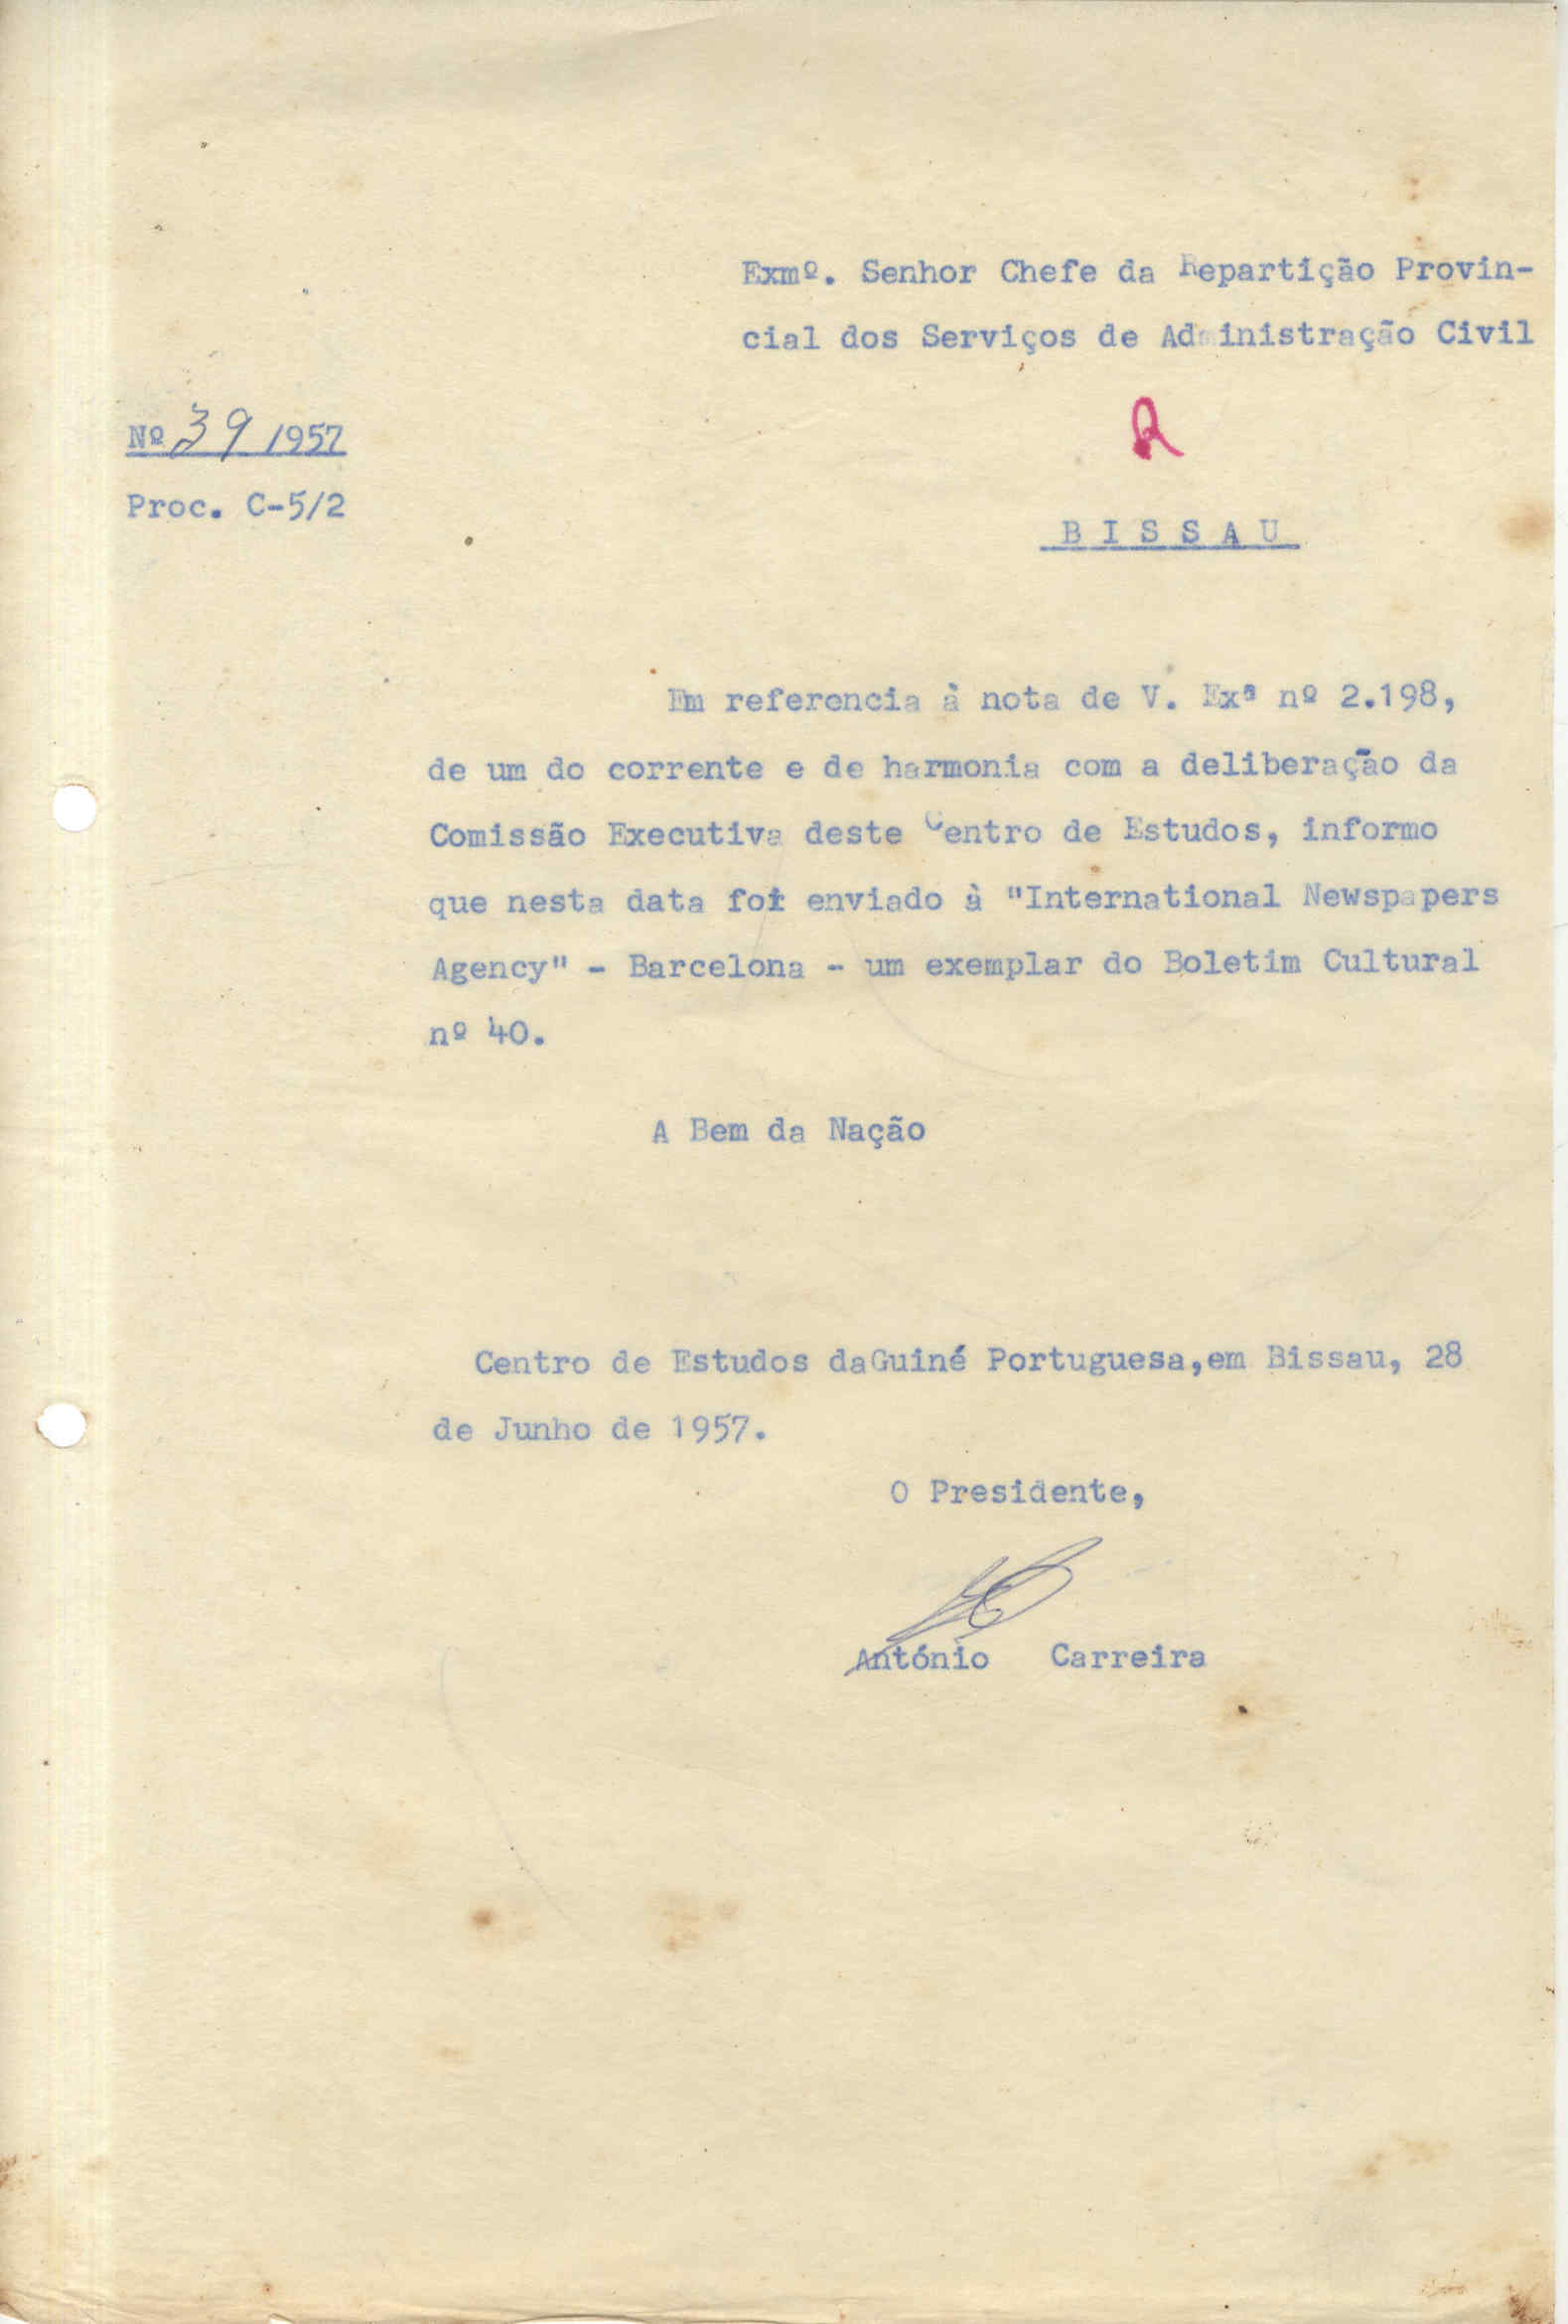 Exmº. Senhor Chefe da Repartição Provin-
cial dos Serviços de Administração Civil
Nº 39/1957
Proc. C-5/2
B I S S A U
Em referencia à nota de V. Exª nº 2.198,
de um do corrente e de harmonia com a deliberação da
Comissão Executiva deste Centro de Estudos, informo
que nesta data foi enviado à "International Newspapers
Agency" - Barcelona - um exemplar do Boletim Cultural
nº 40.
A Bem da Nação
Centro de Estudos daGuiné Portuguesa,em Bissau, 28
de Junho de 1957.
O Presidente,
António Carreira